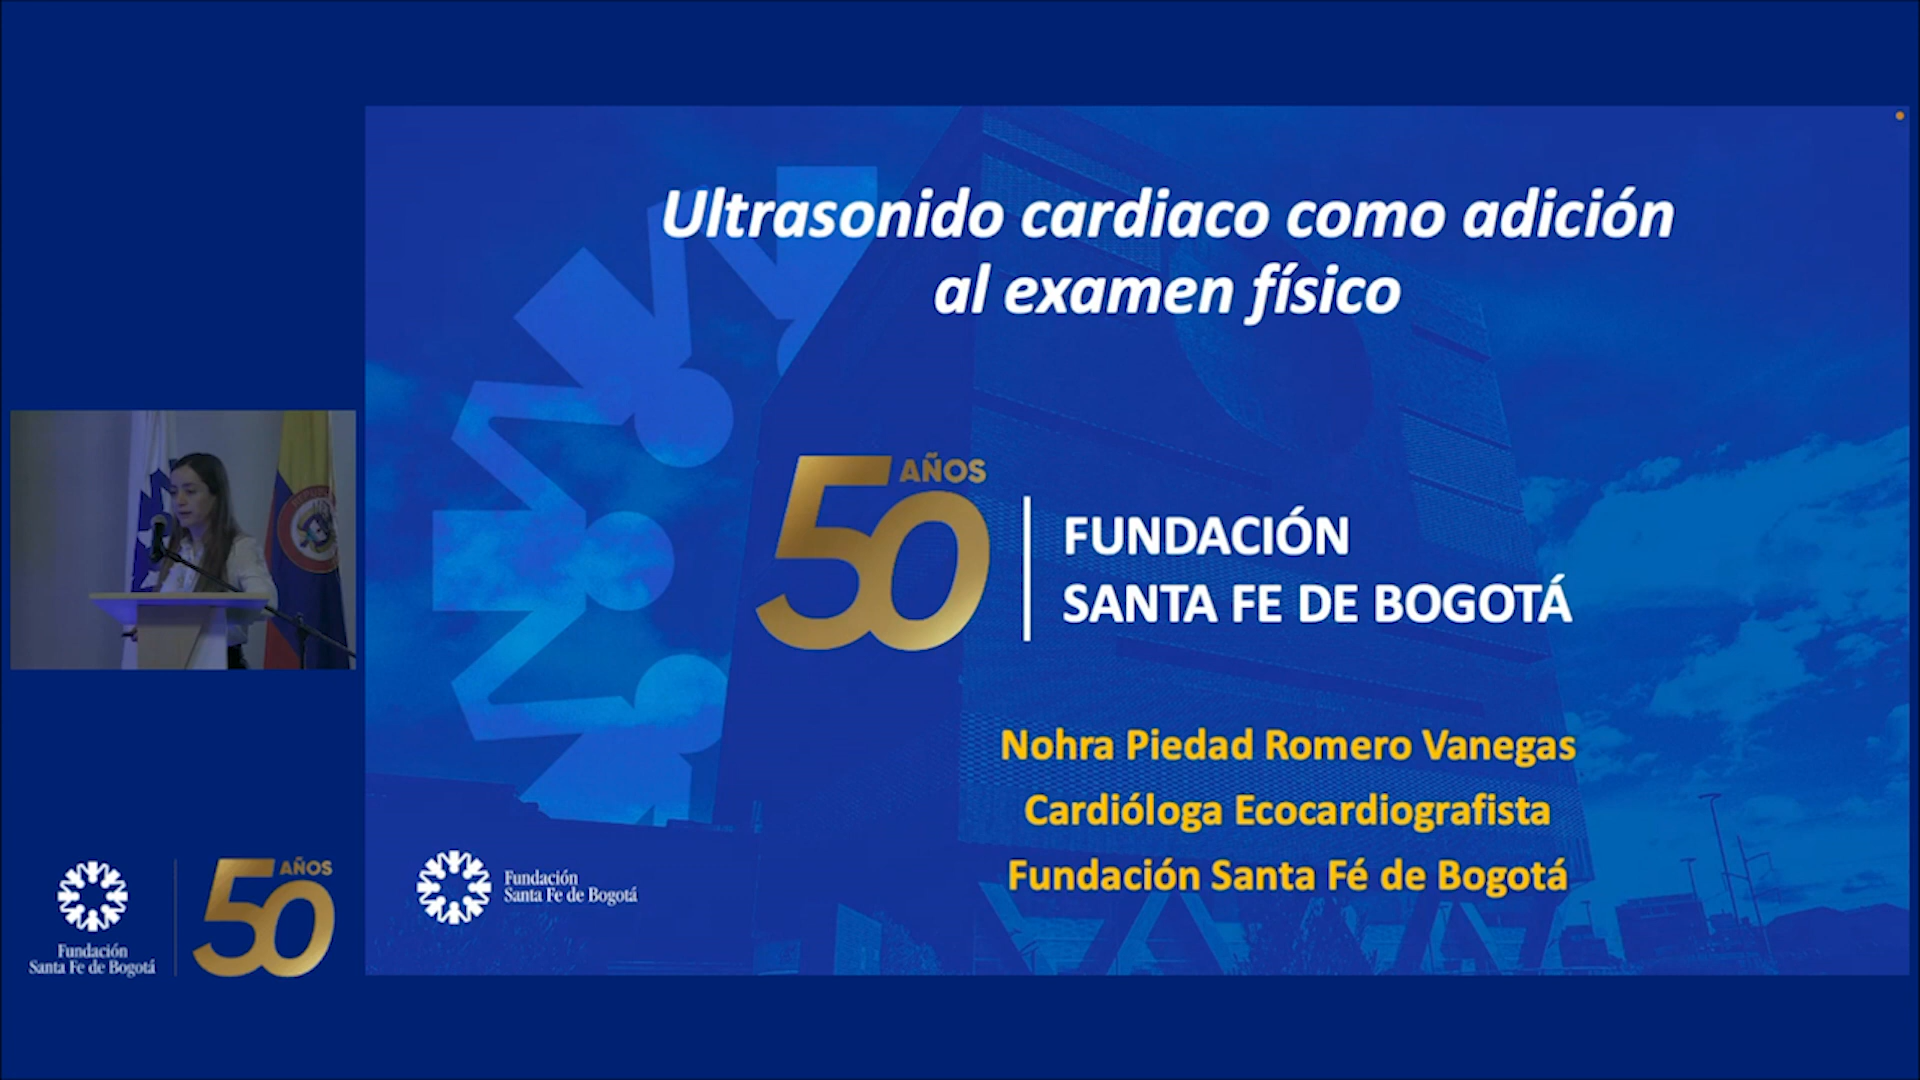 Ultrasonido cardiaco como adición
al examen físico
50 AÑOS
FUNDACIÓN
SANTA FE DE BOGOTÁ
Nohra Piedad Romero Vanegas
Cardióloga Ecocardiografista
Fundación Santa Fé de Bogotá
Fundación
Santa Fe de Bogotá
Fundación
Santa Fe de Bogotá
50 AÑOS